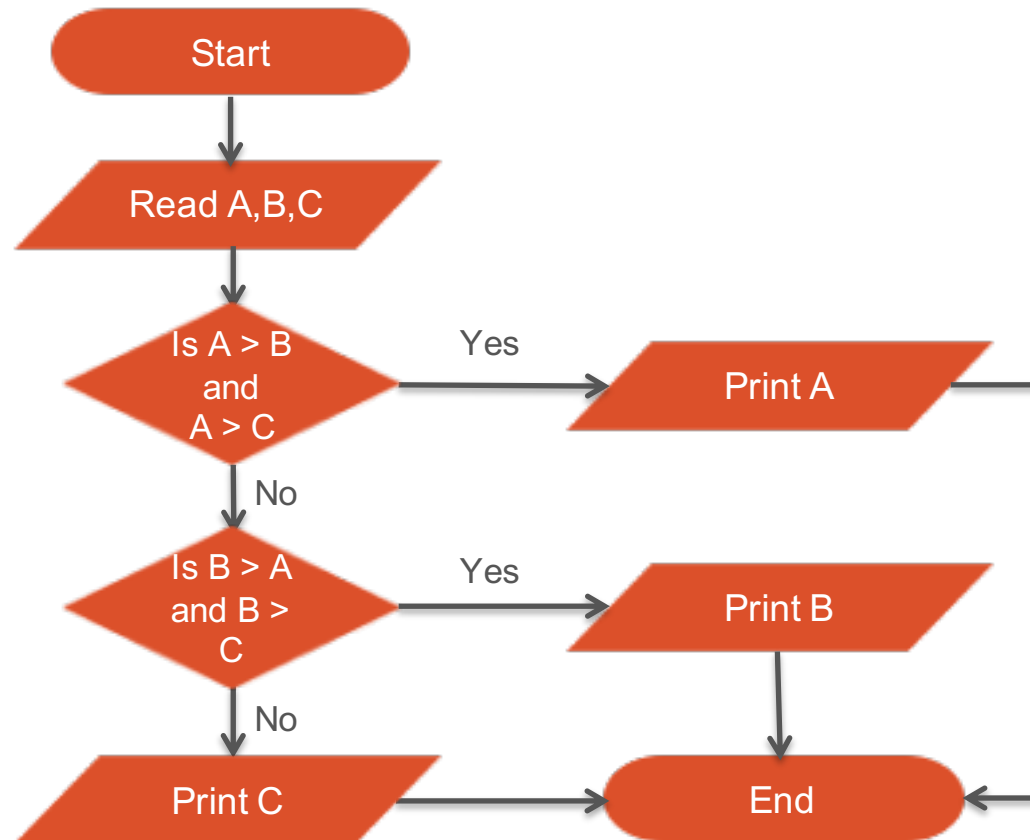 Start
Read A,B,C
Is A > B
and
A > C
Yes
Print A
No
Is B > A
and B >
C
Yes
Print B
No
Print C
End